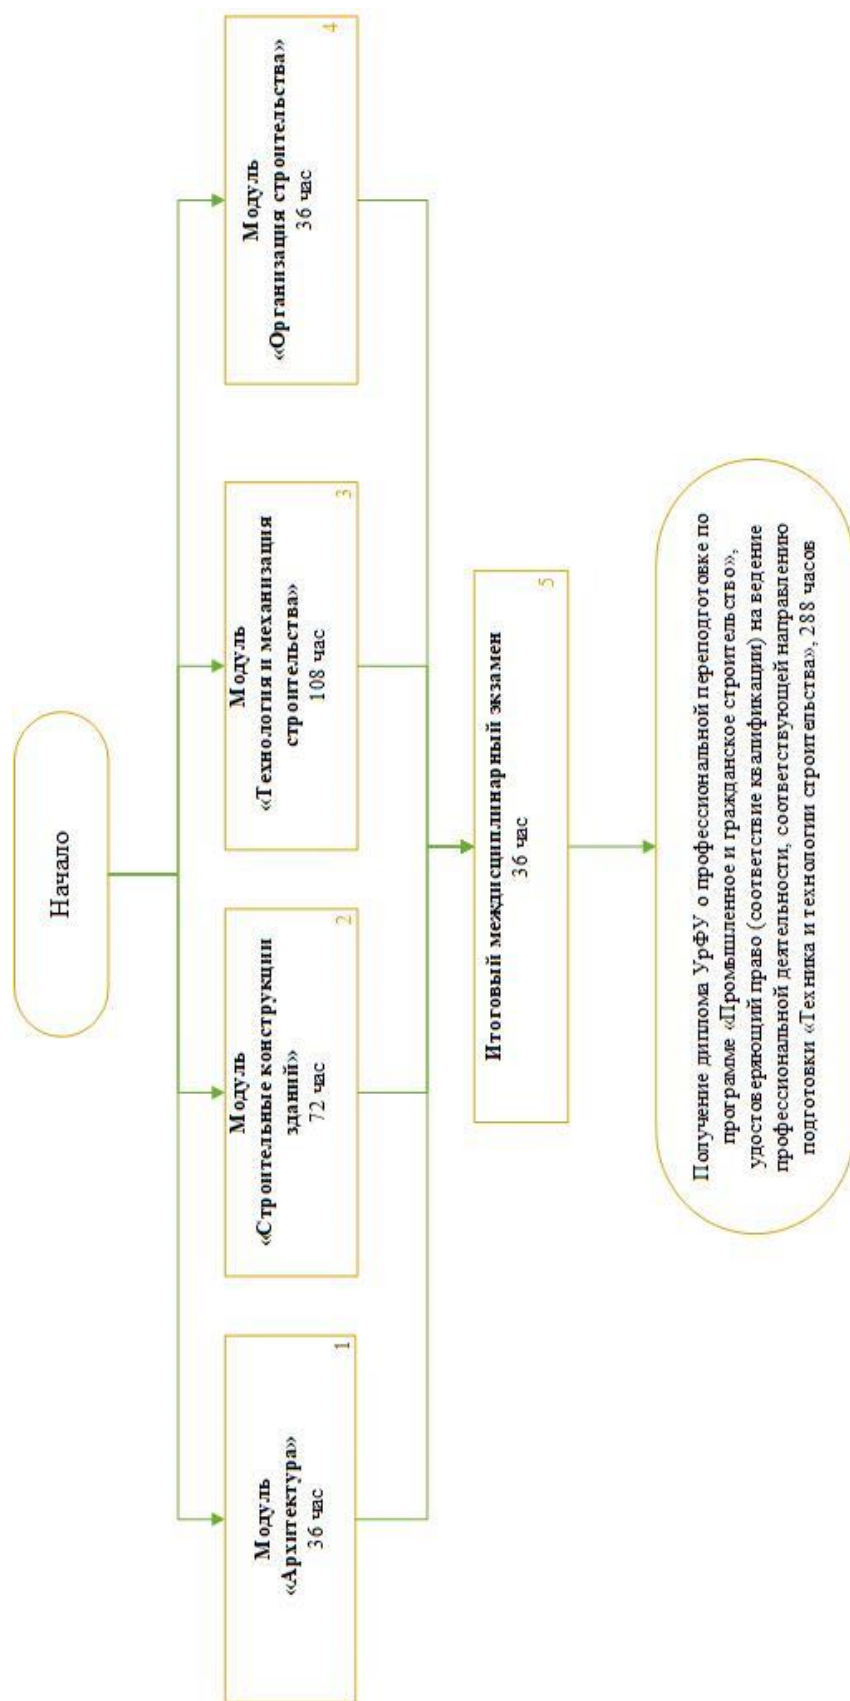 Начало
Модуль
«Архитектура»
36 час
1
Модуль
«Строительные конструкции
зданий»
72 час
2
Модуль
«Технология и механизация
строительства»
108 час
3
Модуль
«Организация строительства»
36 час
4
Итоговый междисциплинарный экзамен
36 час
5
Получение диплома УрФУ о профессиональной переподготовке по
программе «Промышленное и гражданское строительство»,
удостоверяющий право (соответствие квалификации) на ведение
профессиональной деятельности, соответствующей направлению
подготовки «Техника и технологии строительства», 288 часов